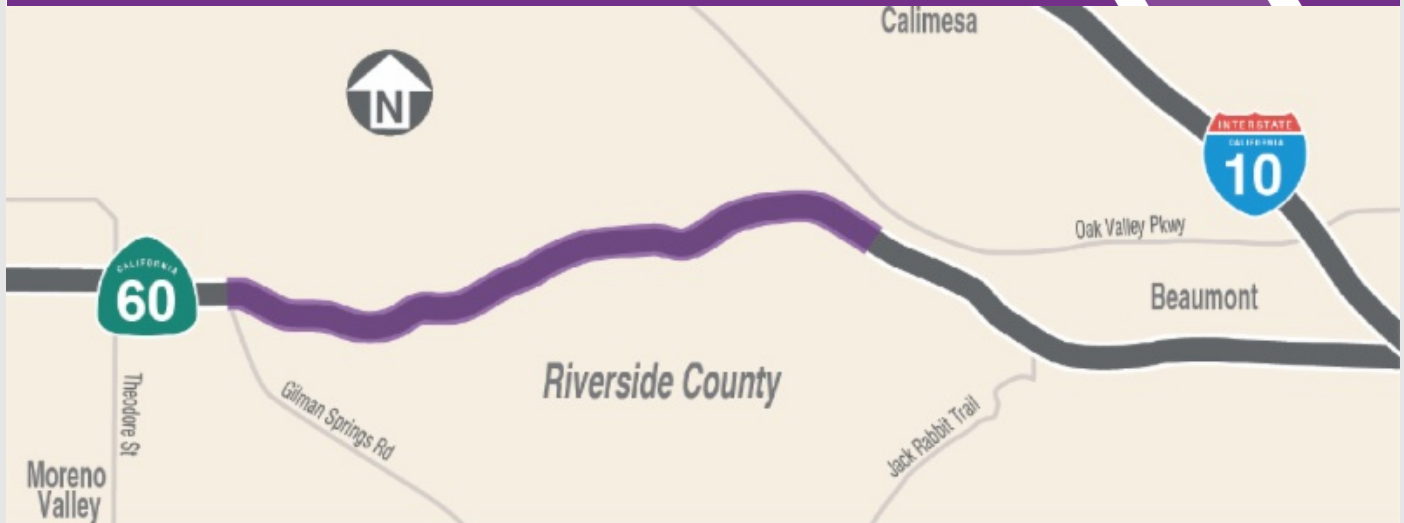 Calimesa
N
INTERSTATE
CALIFORNIA
10
Oak Valley Pkwy
CALIFORNIA
60
Beaumont
Riverside County
Theodore St
Gilman Springs Rd
Jack Rabbit Trail
Moreno
Valley